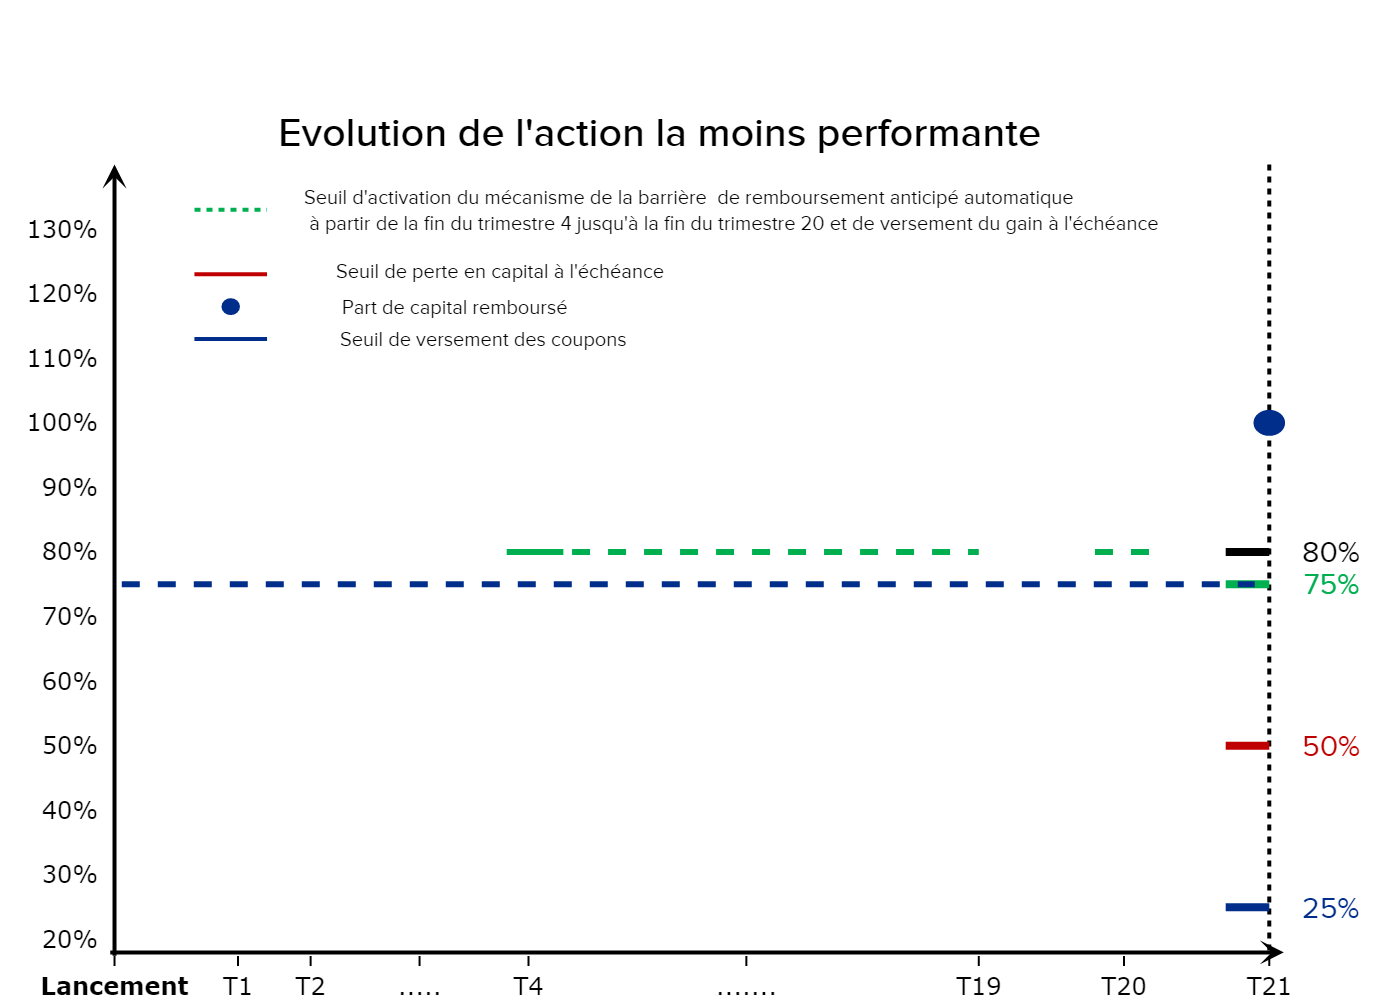 Evolution de l'action la moins performante
Seuil d'activation du mécanisme de la barrière  de remboursement anticipé automatique
à partir de la fin du trimestre 4 jusqu'à la fin du trimestre 20 et de versement du gain à l'échéance
130%
Seuil de perte en capital à l'échéance
120%
Part de capital remboursé
Seuil de versement des coupons
110%
100%
90%
80%
80%
75%
70%
60%
50%
50%
40%
30%
25%
20%
Lancement T1 T2 ..... T4 ....... T19 T20 T21